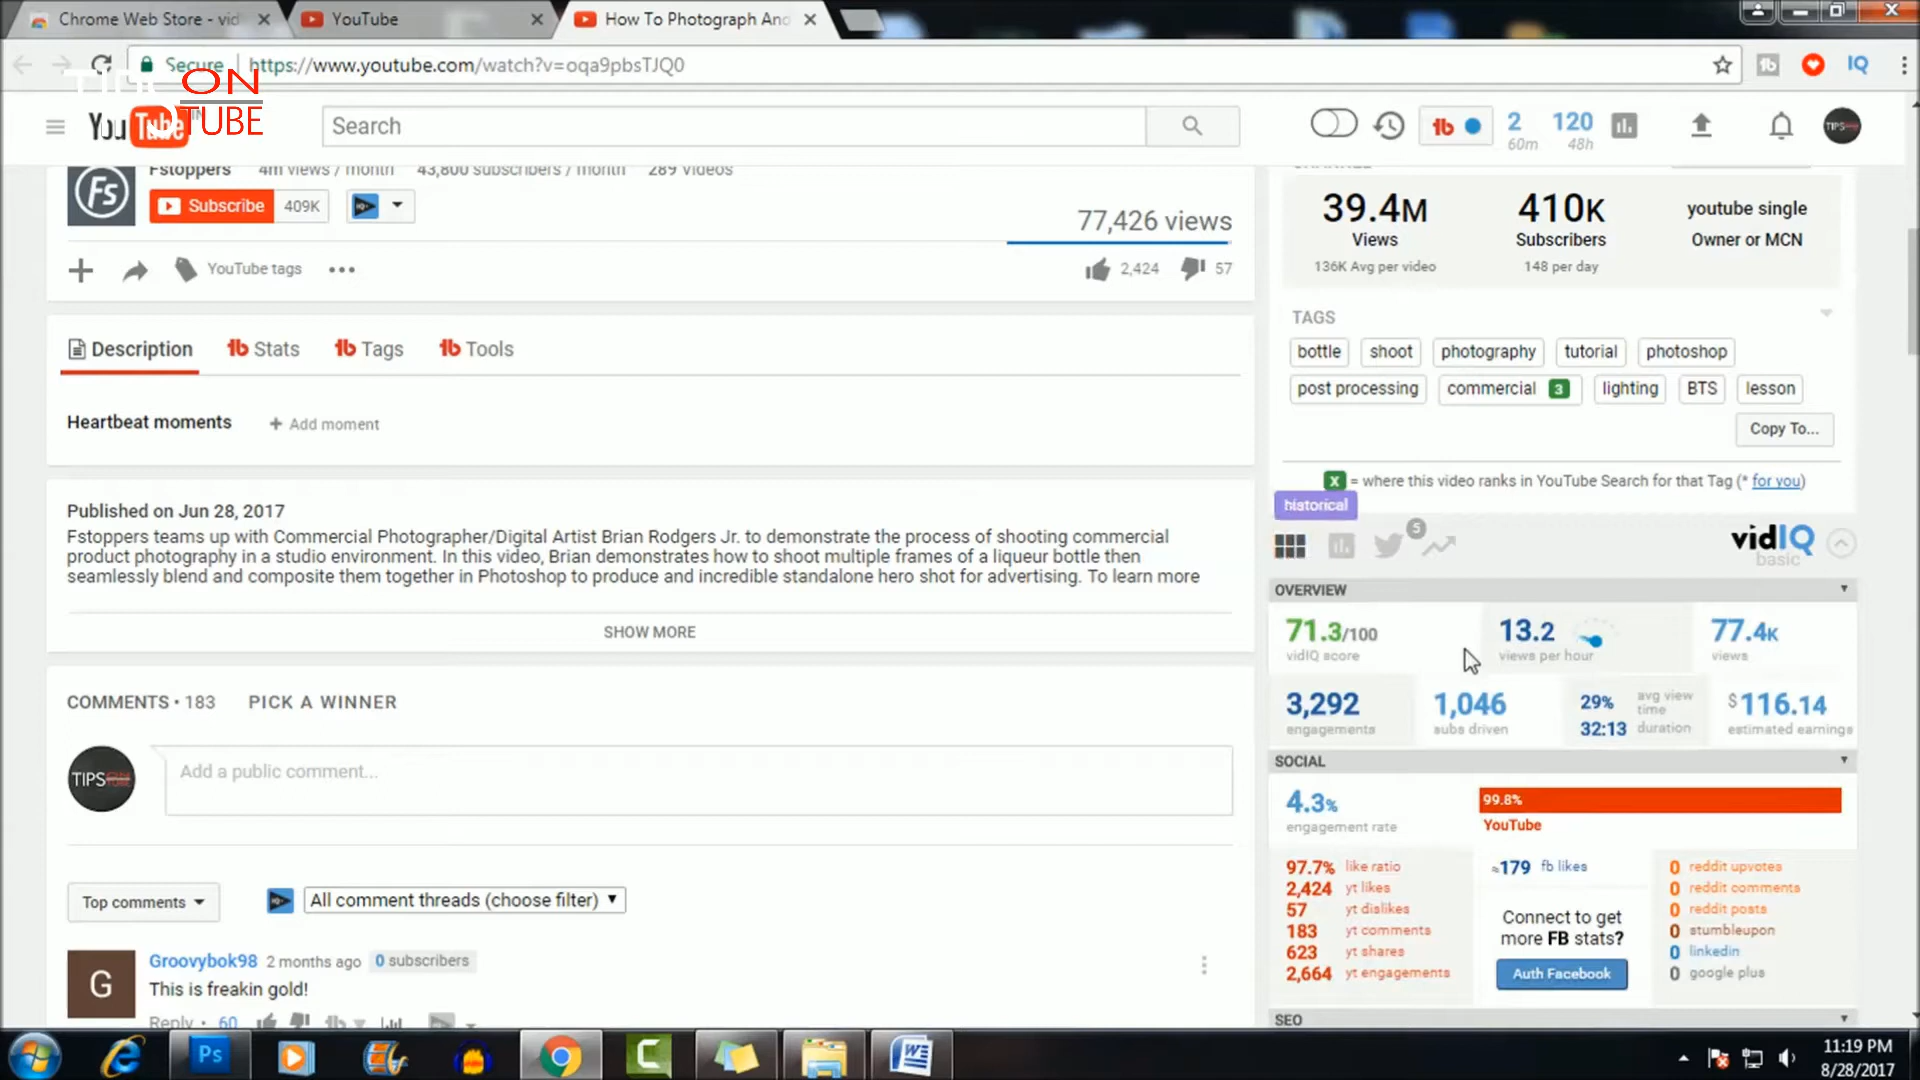 Chrome Web Store - vid
YouTube
How To Photograph And
Secure https://www.youtube.com/watch?v=oqa9pbsTJQ0
IQ
ON
TUBE
You Tube
Search
2
60m
120
48h
TIPS
Fs
Fstoppers 4m views / month 43,800 subscribers / month 289 videos
Subscribe 409K
77,426 views
YouTube tags
2,424 57
Description Stats Tags Tools
Heartbeat moments + Add moment
Published on Jun 28, 2017
Fstoppers teams up with Commercial Photographer/Digital Artist Brian Rodgers Jr. to demonstrate the process of shooting commercial
product photography in a studio environment. In this video, Brian demonstrates how to shoot multiple frames of a liqueur bottle then
seamlessly blend and composite them together in Photoshop to produce and incredible standalone hero shot for advertising. To learn more
SHOW MORE
COMMENTS • 183 PICK A WINNER
TIPS
Add a public comment...
Top comments All comment threads (choose filter)
G
Groovybok98 2 months ago 0 subscribers
This is freakin gold!
Reply • 60
CHANNEL
39.4M 410K youtube single
Views Subscribers Owner or MCN
136K Avg per video 148 per day
TAGS
bottle shoot photography tutorial photoshop
post processing commercial 3 lighting BTS lesson
Copy To...
X = where this video ranks in YouTube Search for that Tag (* for you)
historical
5
vidIQ
basic
OVERVIEW
71.3/100 13.2 77.4K
vidIQ score views per hour views
3,292 1,046 29% avg view time $116.14
engagements subs driven 32:13 duration estimated earnings
SOCIAL
4.3% 99.8%
engagement rate YouTube
97.7% like ratio ≈179 fb likes 0 reddit upvotes
2,424 yt likes 0 reddit comments
57 yt dislikes 0 reddit posts
183 yt comments Connect to get 0 stumbleupon
623 yt shares more FB stats? 0 linkedin
2,664 yt engagements Auth Facebook 0 google plus
SEO
Ps
W
11:19 PM
8/28/2017